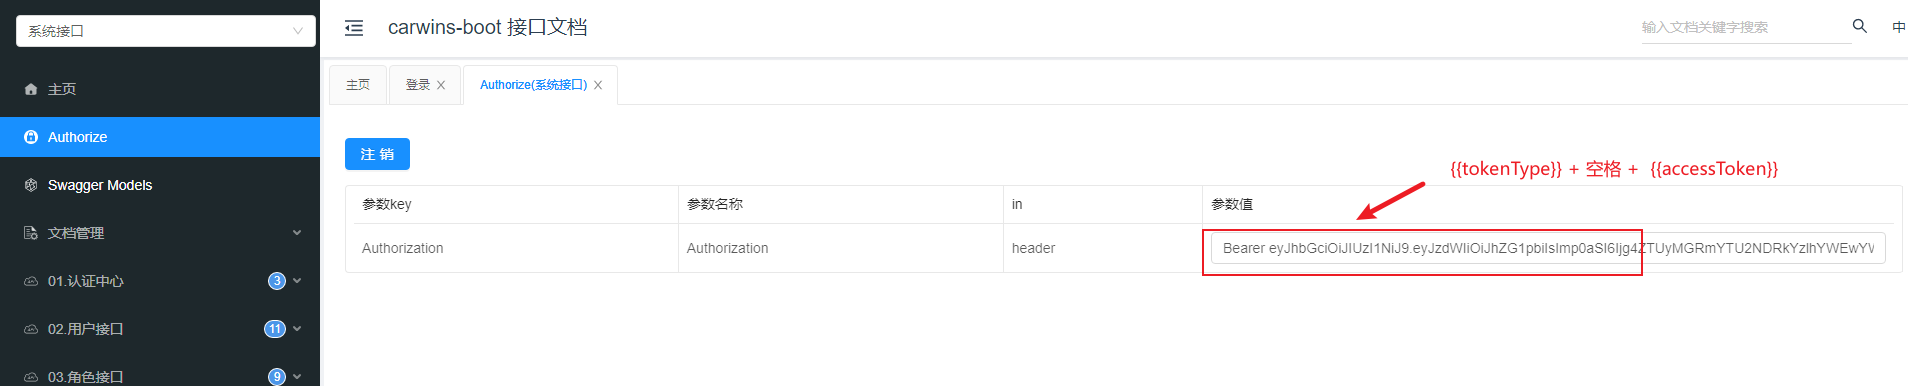 系统接口
carwins-boot 接口文档
输入文档关键字搜索
中
主页
Authorize
Swagger Models
文档管理
01.认证中心 3
02.用户接口 11
03.角色接口 9
主页 登录 Authorize(系统接口)
注 销
{{tokenType}} + 空格 + {{accessToken}}
参数key 参数名称 in 参数值
Authorization Authorization header